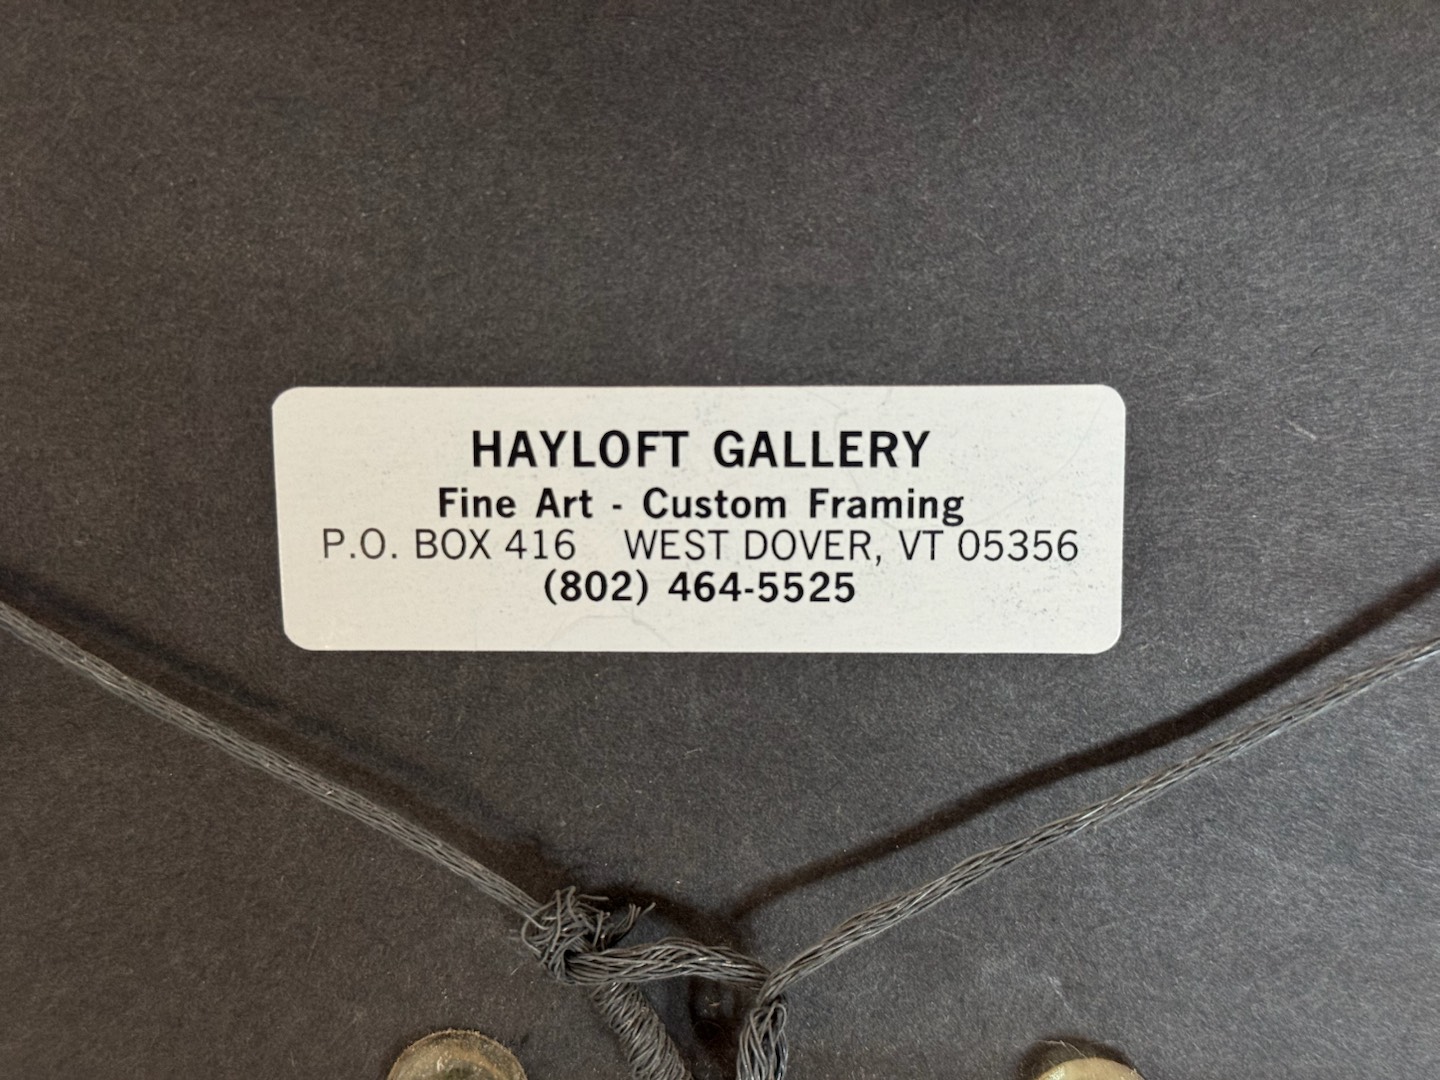 HAYLOFT GALLERY
Fine Art - Custom Framing
P.O. BOX 416 WEST DOVER, VT 05356
(802) 464-5525